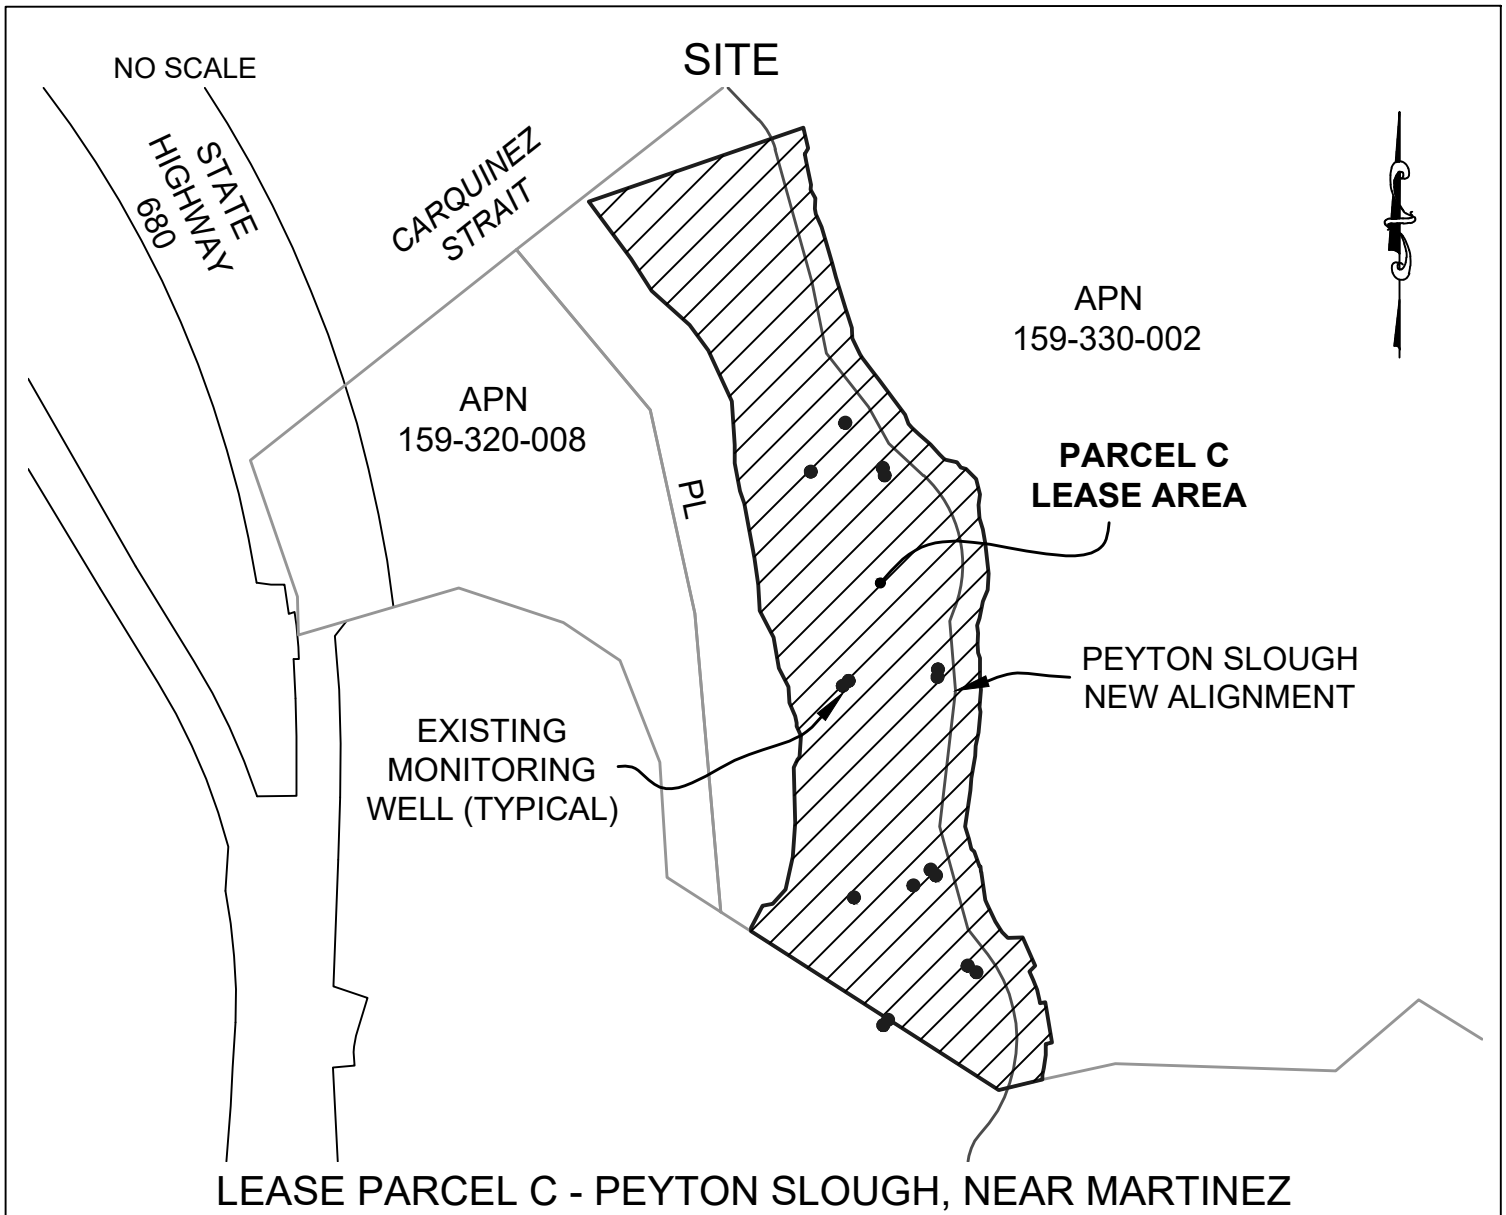 SITE
NO SCALE
STATE
HIGHWAY
680
CARQUINEZ
STRAIT
APN
159-330-002
APN
159-320-008
PL
PARCEL C
LEASE AREA
PEYTON SLOUGH
NEW ALIGNMENT
EXISTING
MONITORING
WELL (TYPICAL)
LEASE PARCEL C - PEYTON SLOUGH, NEAR MARTINEZ